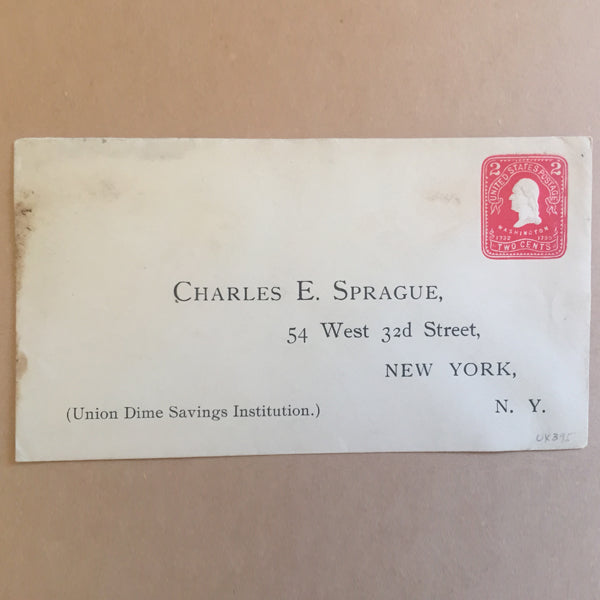 2 2
UNITED STATES POSTAGE
WASHINGTON
1732 1799
TWO CENTS
CHARLES E. SPRAGUE,
54 West 32d Street,
NEW YORK,
N. Y.
(Union Dime Savings Institution.)
UX395